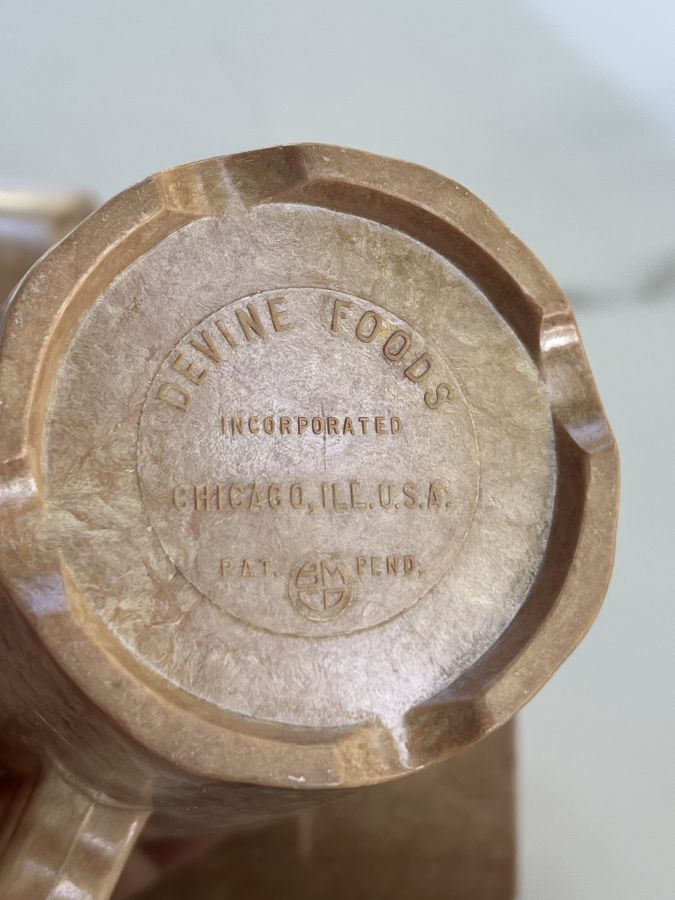 DEVINE FOODS
INCORPORATED
CHICAGO, ILL. U.S.A.
PAT. PEND.